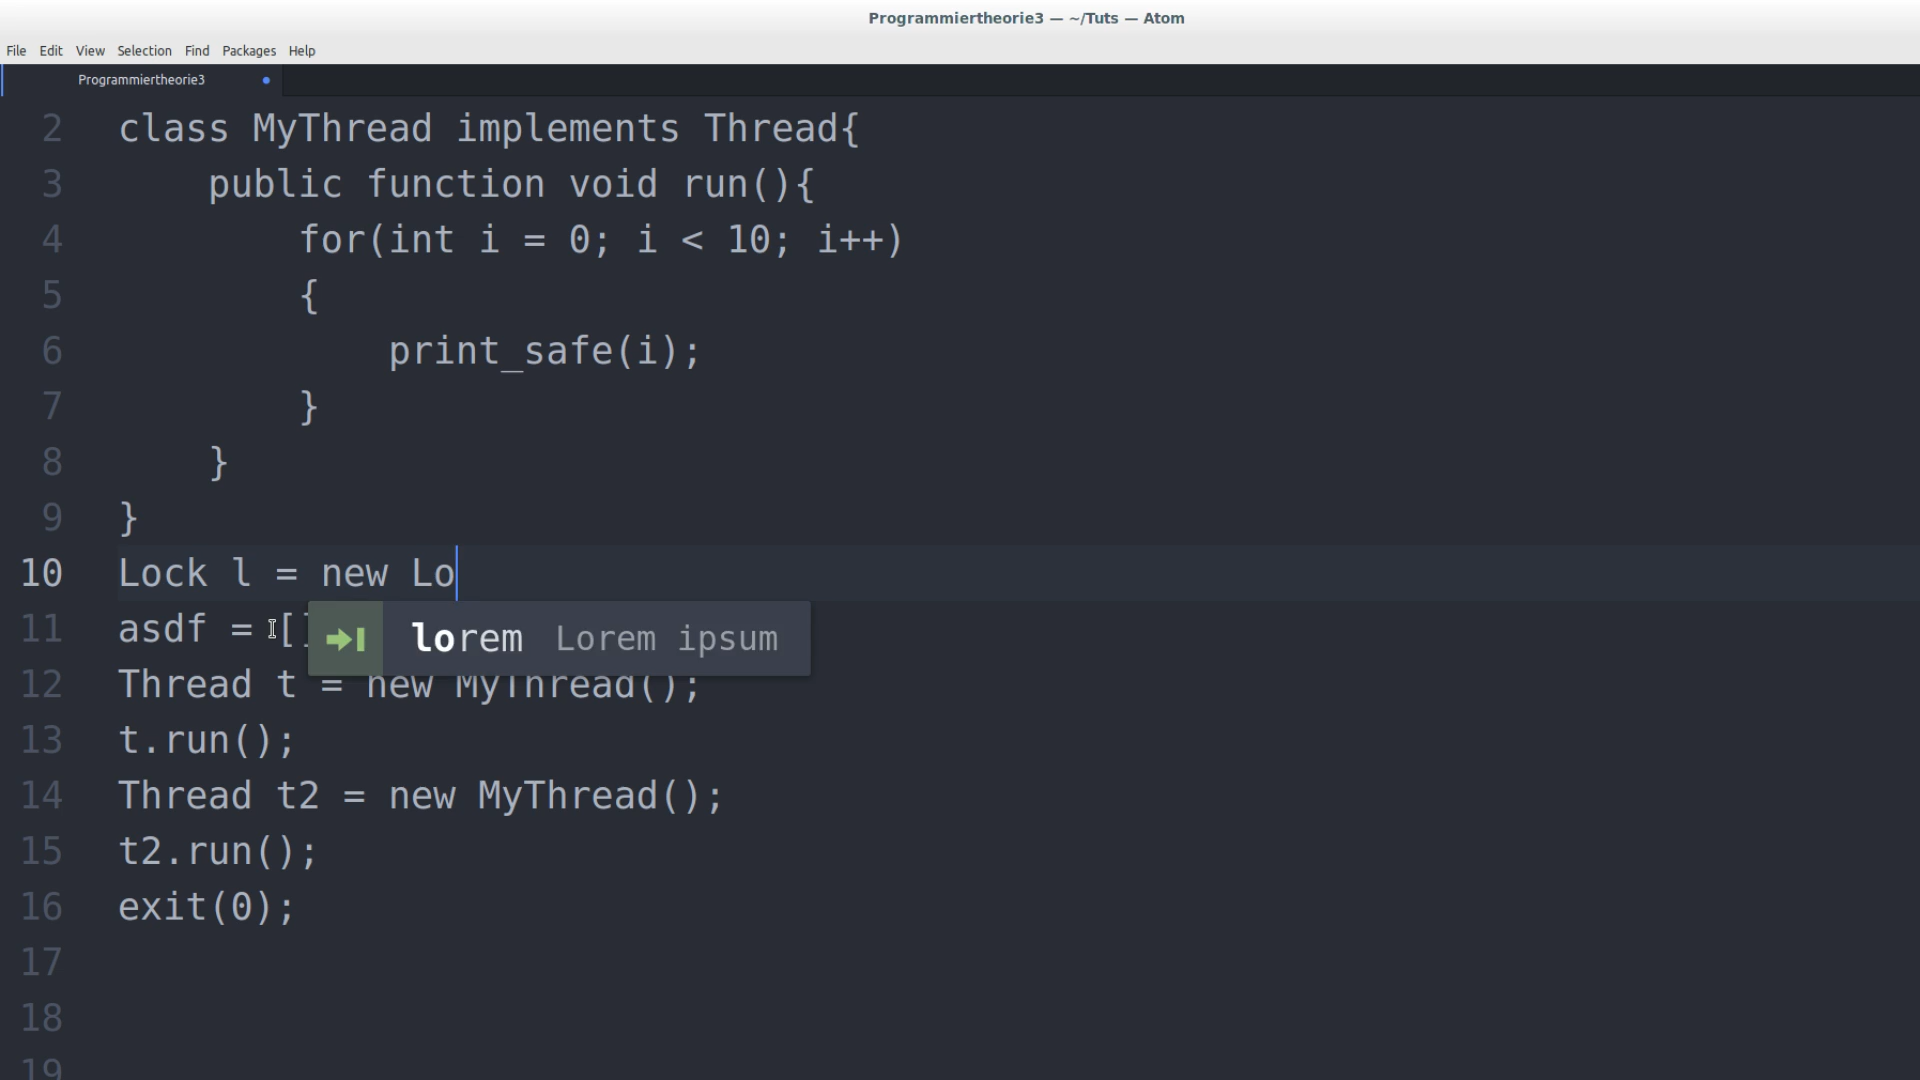 Programmiertheorie3 — ~/Tuts — Atom
File Edit View Selection Find Packages Help
Programmiertheorie3
2 class MyThread implements Thread{
3 public function void run(){
4 for(int i = 0; i < 10; i++)
5 {
6 print_safe(i);
7 }
8 }
9 }
10 Lock l = new Lo
11 asdf = [
lorem Lorem ipsum
12 Thread t = new MyThread();
13 t.run();
14 Thread t2 = new MyThread();
15 t2.run();
16 exit(0);
17
18
19